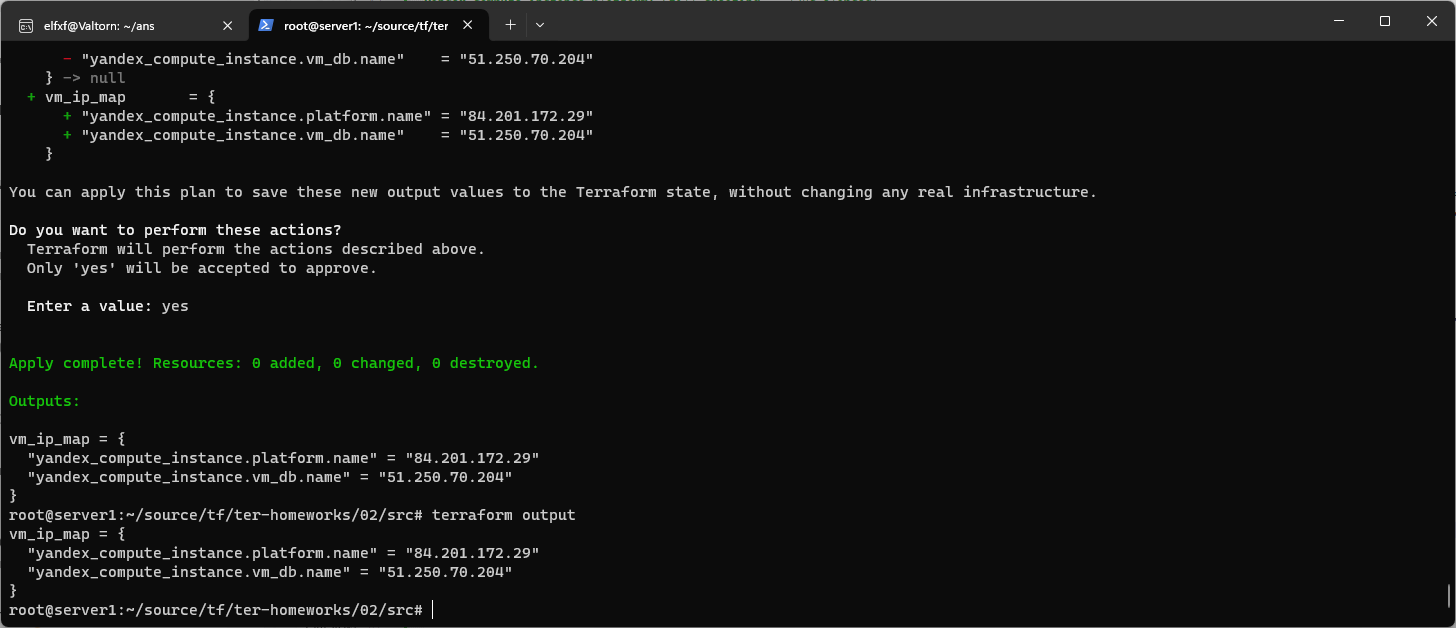 elfxf@Valtorn: ~/ans
root@server1: ~/source/tf/ter
- "yandex_compute_instance.vm_db.name"    = "51.250.70.204"
} -> null
+ vm_ip_map       = {
+ "yandex_compute_instance.platform.name" = "84.201.172.29"
+ "yandex_compute_instance.vm_db.name"    = "51.250.70.204"
}
You can apply this plan to save these new output values to the Terraform state, without changing any real infrastructure.
Do you want to perform these actions?
Terraform will perform the actions described above.
Only 'yes' will be accepted to approve.
Enter a value: yes
Apply complete! Resources: 0 added, 0 changed, 0 destroyed.
Outputs:
vm_ip_map = {
"yandex_compute_instance.platform.name" = "84.201.172.29"
"yandex_compute_instance.vm_db.name" = "51.250.70.204"
}
root@server1:~/source/tf/ter-homeworks/02/src# terraform output
vm_ip_map = {
"yandex_compute_instance.platform.name" = "84.201.172.29"
"yandex_compute_instance.vm_db.name" = "51.250.70.204"
}
root@server1:~/source/tf/ter-homeworks/02/src#